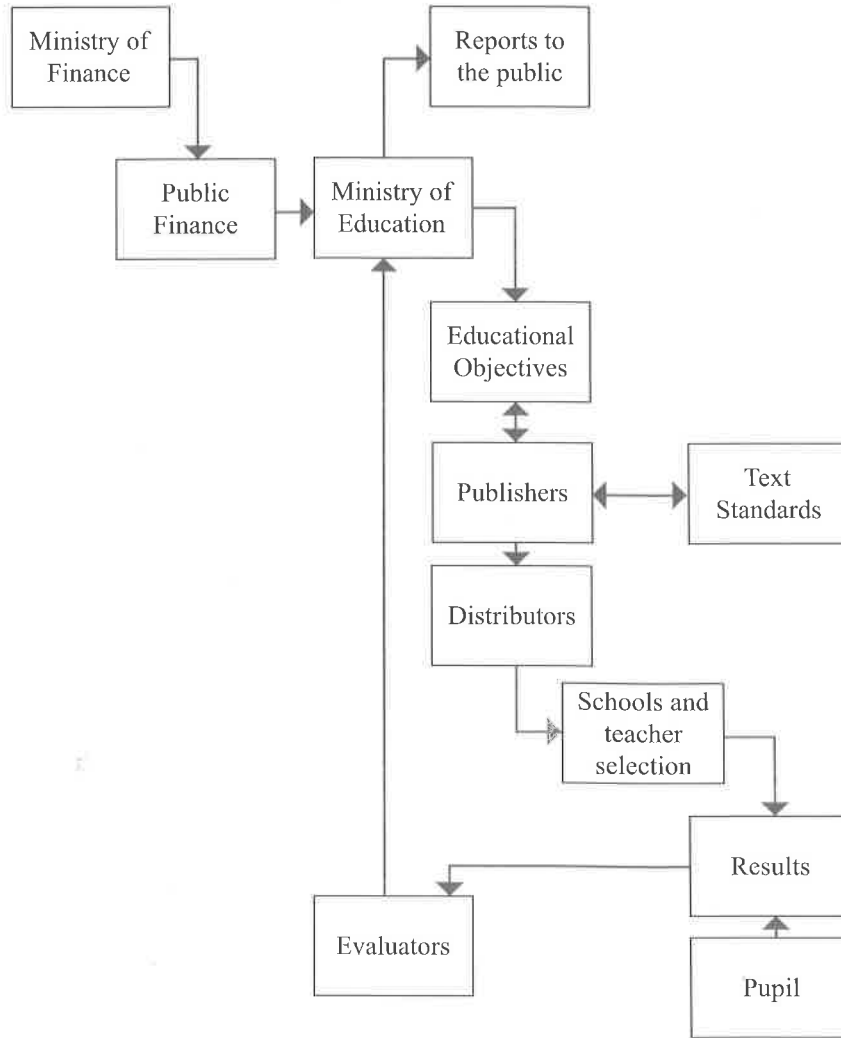 Ministry of
Finance
Reports to
the public
Public
Finance
Ministry of
Education
Educational
Objectives
Publishers
Text
Standards
Distributors
Schools and
teacher
selection
Results
Evaluators
Pupil